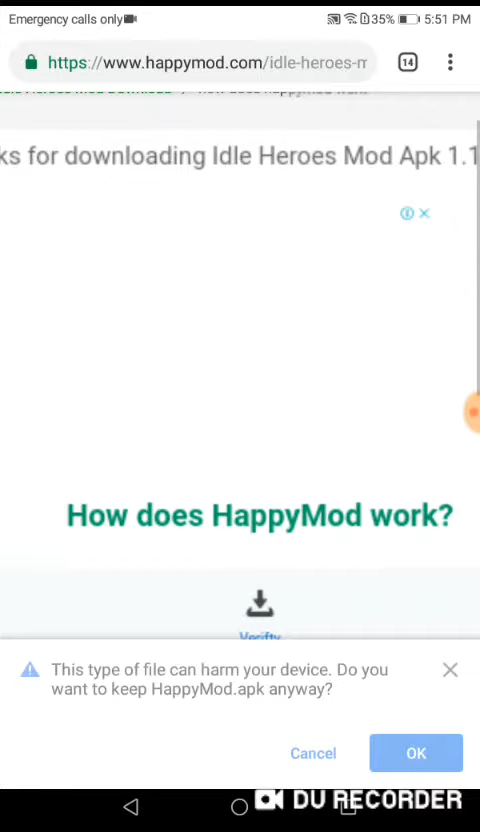 Emergency calls only
35% 5:51 PM
https://www.happymod.com/idle-heroes-m
14
ks for downloading Idle Heroes Mod Apk 1.1
How does HappyMod work?
Verifty
This type of file can harm your device. Do you
want to keep HappyMod.apk anyway?
Cancel
OK
DU RECORDER